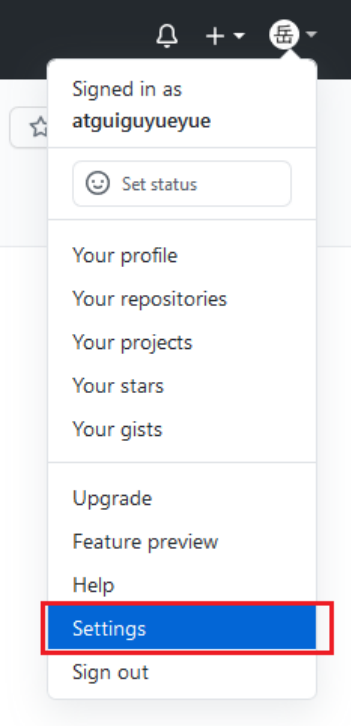 岳
Signed in as
atguiguyueyue
Set status
Your profile
Your repositories
Your projects
Your stars
Your gists
Upgrade
Feature preview
Help
Settings
Sign out